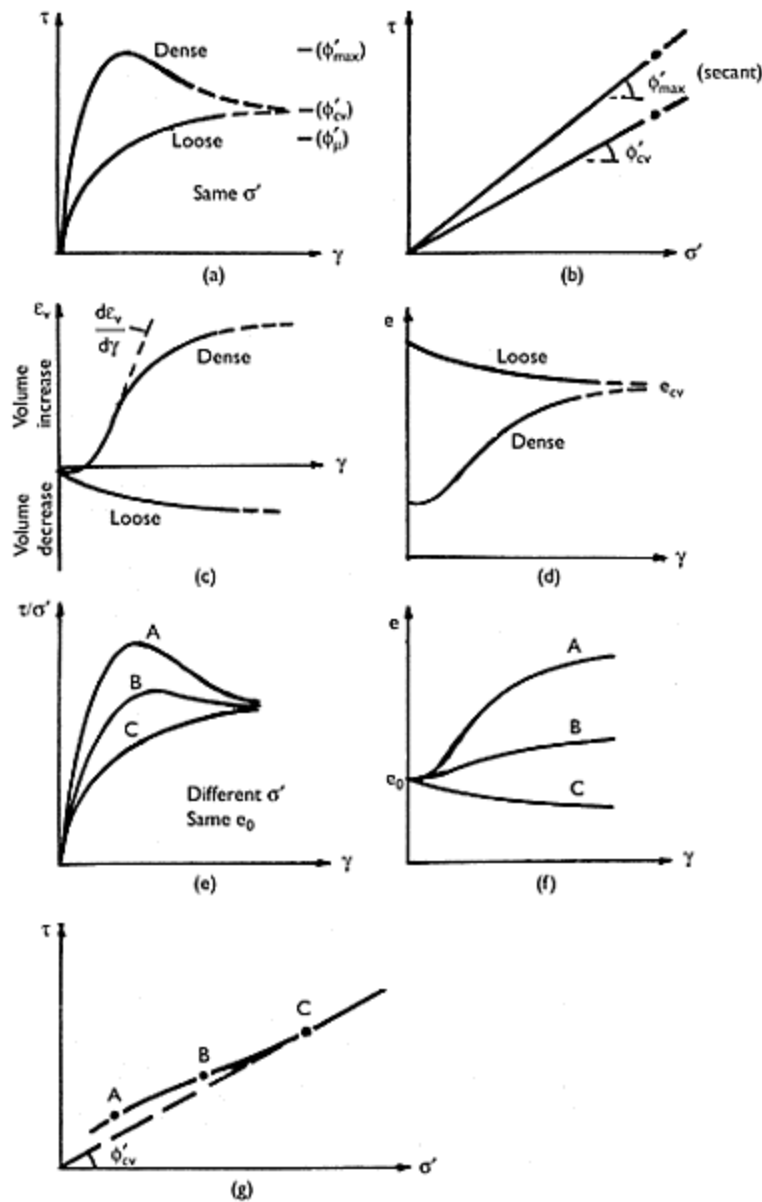 τ
Dense
(ϕ′max)
(ϕ′cv)
(ϕ′μ)
Loose
Same σ′
γ
(a)
τ
ϕ′max
(secant)
ϕ′cv
σ′
(b)
εv
dεv
dγ
Dense
Volume increase
γ
Volume decrease
Loose
(c)
e
Loose
ecv
Dense
γ
(d)
τ/σ′
A
B
C
Different σ′
Same e0
γ
(e)
e
A
B
e0
C
γ
(f)
τ
C
B
A
ϕ′cv
σ′
(g)